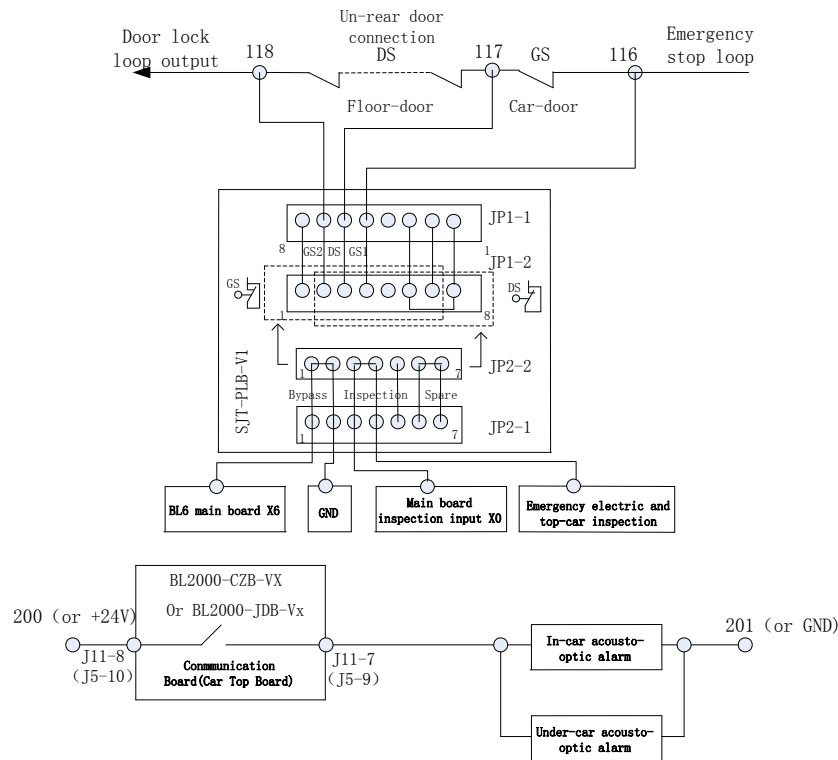 Un-rear door
connection
Door lock
loop output
118
DS
117
GS
116
Emergency
stop loop
Floor-door
Car-door
JP1-1
8
GS2 DS GS1
1
JP1-2
GS
DS
1
8
SJT-PLB-V1
JP2-2
1
7
Bypass Inspection Spare
JP2-1
1
7
BL6 main board X6
GND
Main board
inspection input X0
Emergency electric and
top-car inspection
BL2000-CZB-VX
Or BL2000-JDB-Vx
200 (or +24V)
201 (or GND)
J11-8
(J5-10)
Conmmunication
Board(Car Top Board)
J11-7
(J5-9)
In-car acousto-
optic alarm
Under-car acousto-
optic alarm